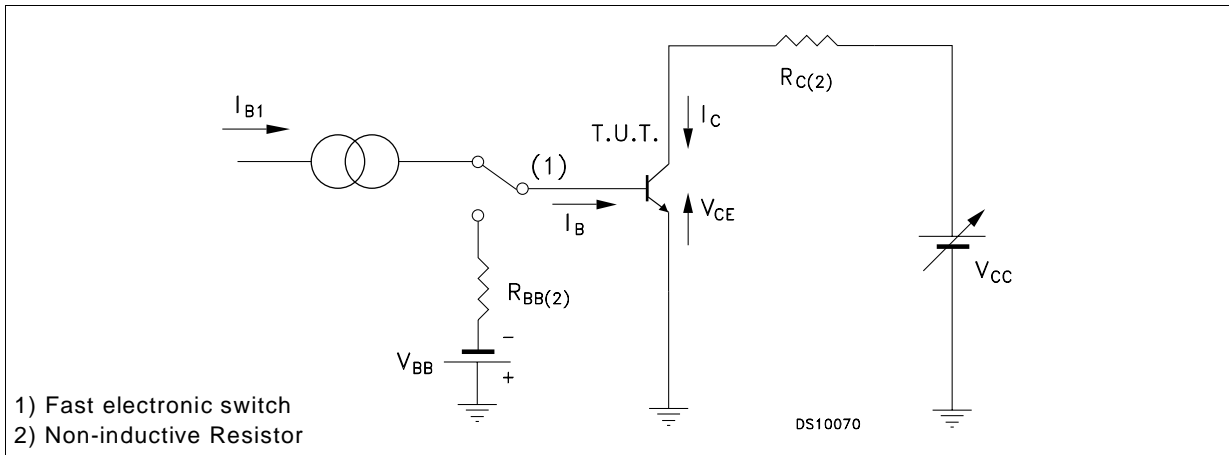 R_C(2)
I_B1
I_C
T.U.T.
(1)
I_B
V_CE
V_CC
R_BB(2)
-
V_BB
+
1) Fast electronic switch
2) Non-inductive Resistor
DS10070